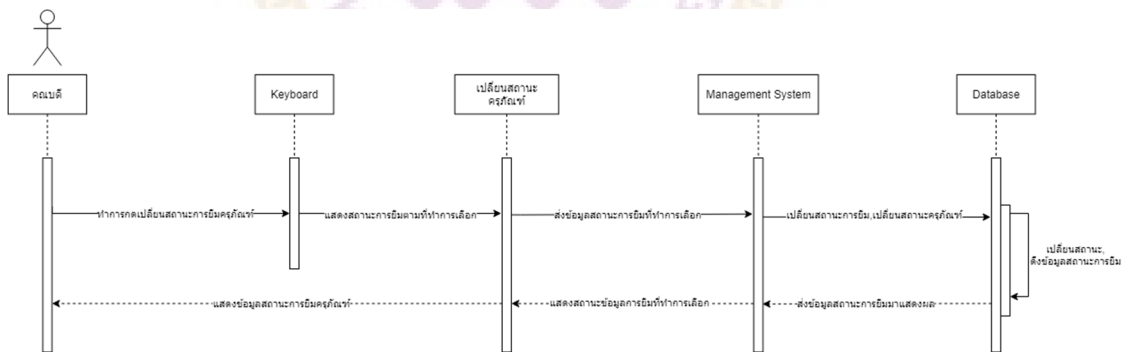 คณบดี
Keyboard
เปลี่ยนสถานะ
ครุภัณฑ์
Management System
Database
ทำการกดเปลี่ยนสถานะการยืมครุภัณฑ์
แสดงสถานะการยืมตามที่ทำการเลือก
ส่งข้อมูลสถานะการยืมที่ทำการเลือก
เปลี่ยนสถานะการยืม,เปลี่ยนสถานะครุภัณฑ์
เปลี่ยนสถานะ,
ดึงข้อมูลสถานะการยืม
แสดงข้อมูลสถานะการยืมครุภัณฑ์
แสดงสถานะข้อมูลการยืมที่ทำการเลือก
ส่งข้อมูลสถานะการยืมมาแสดงผล